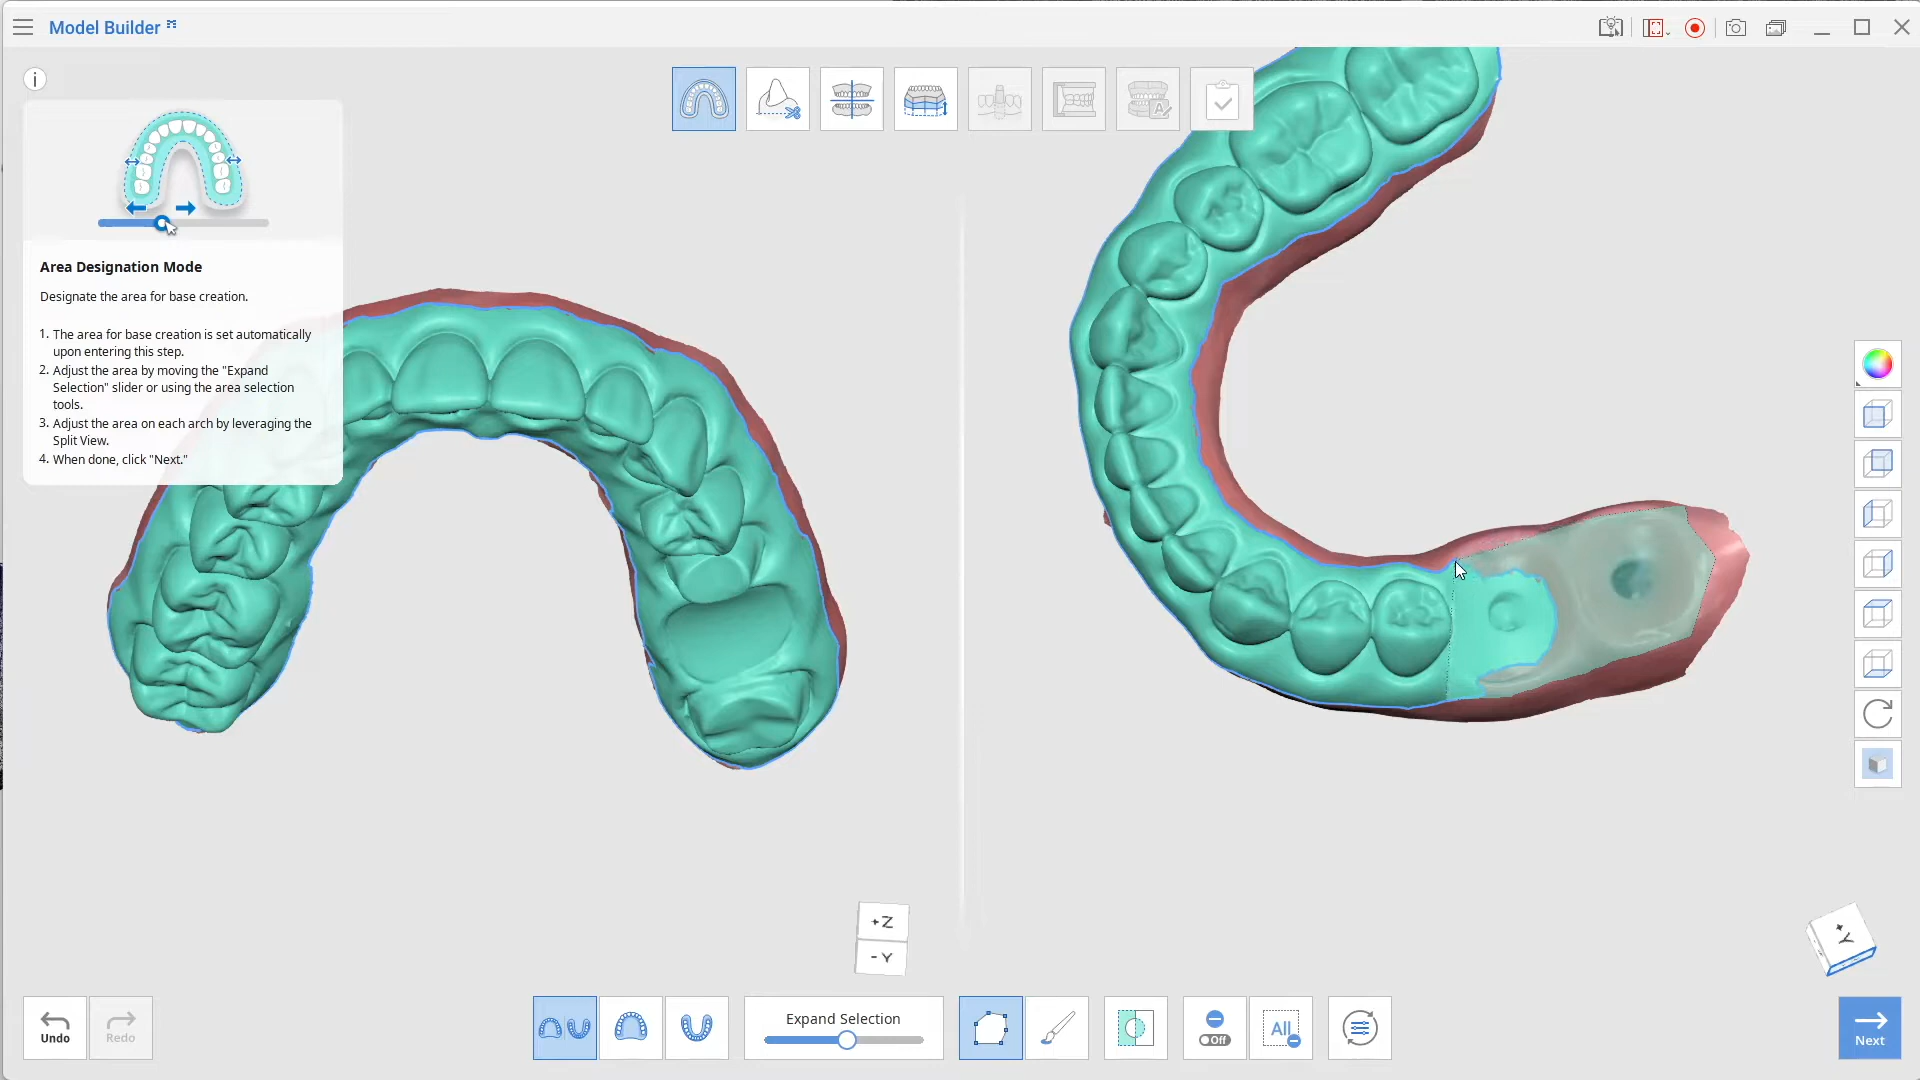 Model Builder
Area Designation Mode
Designate the area for base creation.
1. The area for base creation is set automatically
upon entering this step.
2. Adjust the area by moving the "Expand
Selection" slider or using the area selection
tools.
3. Adjust the area on each arch by leveraging the
Split View.
4. When done, click "Next."
A
+Z
-Y
+Y
Undo
Redo
Expand Selection
Off
All
Next